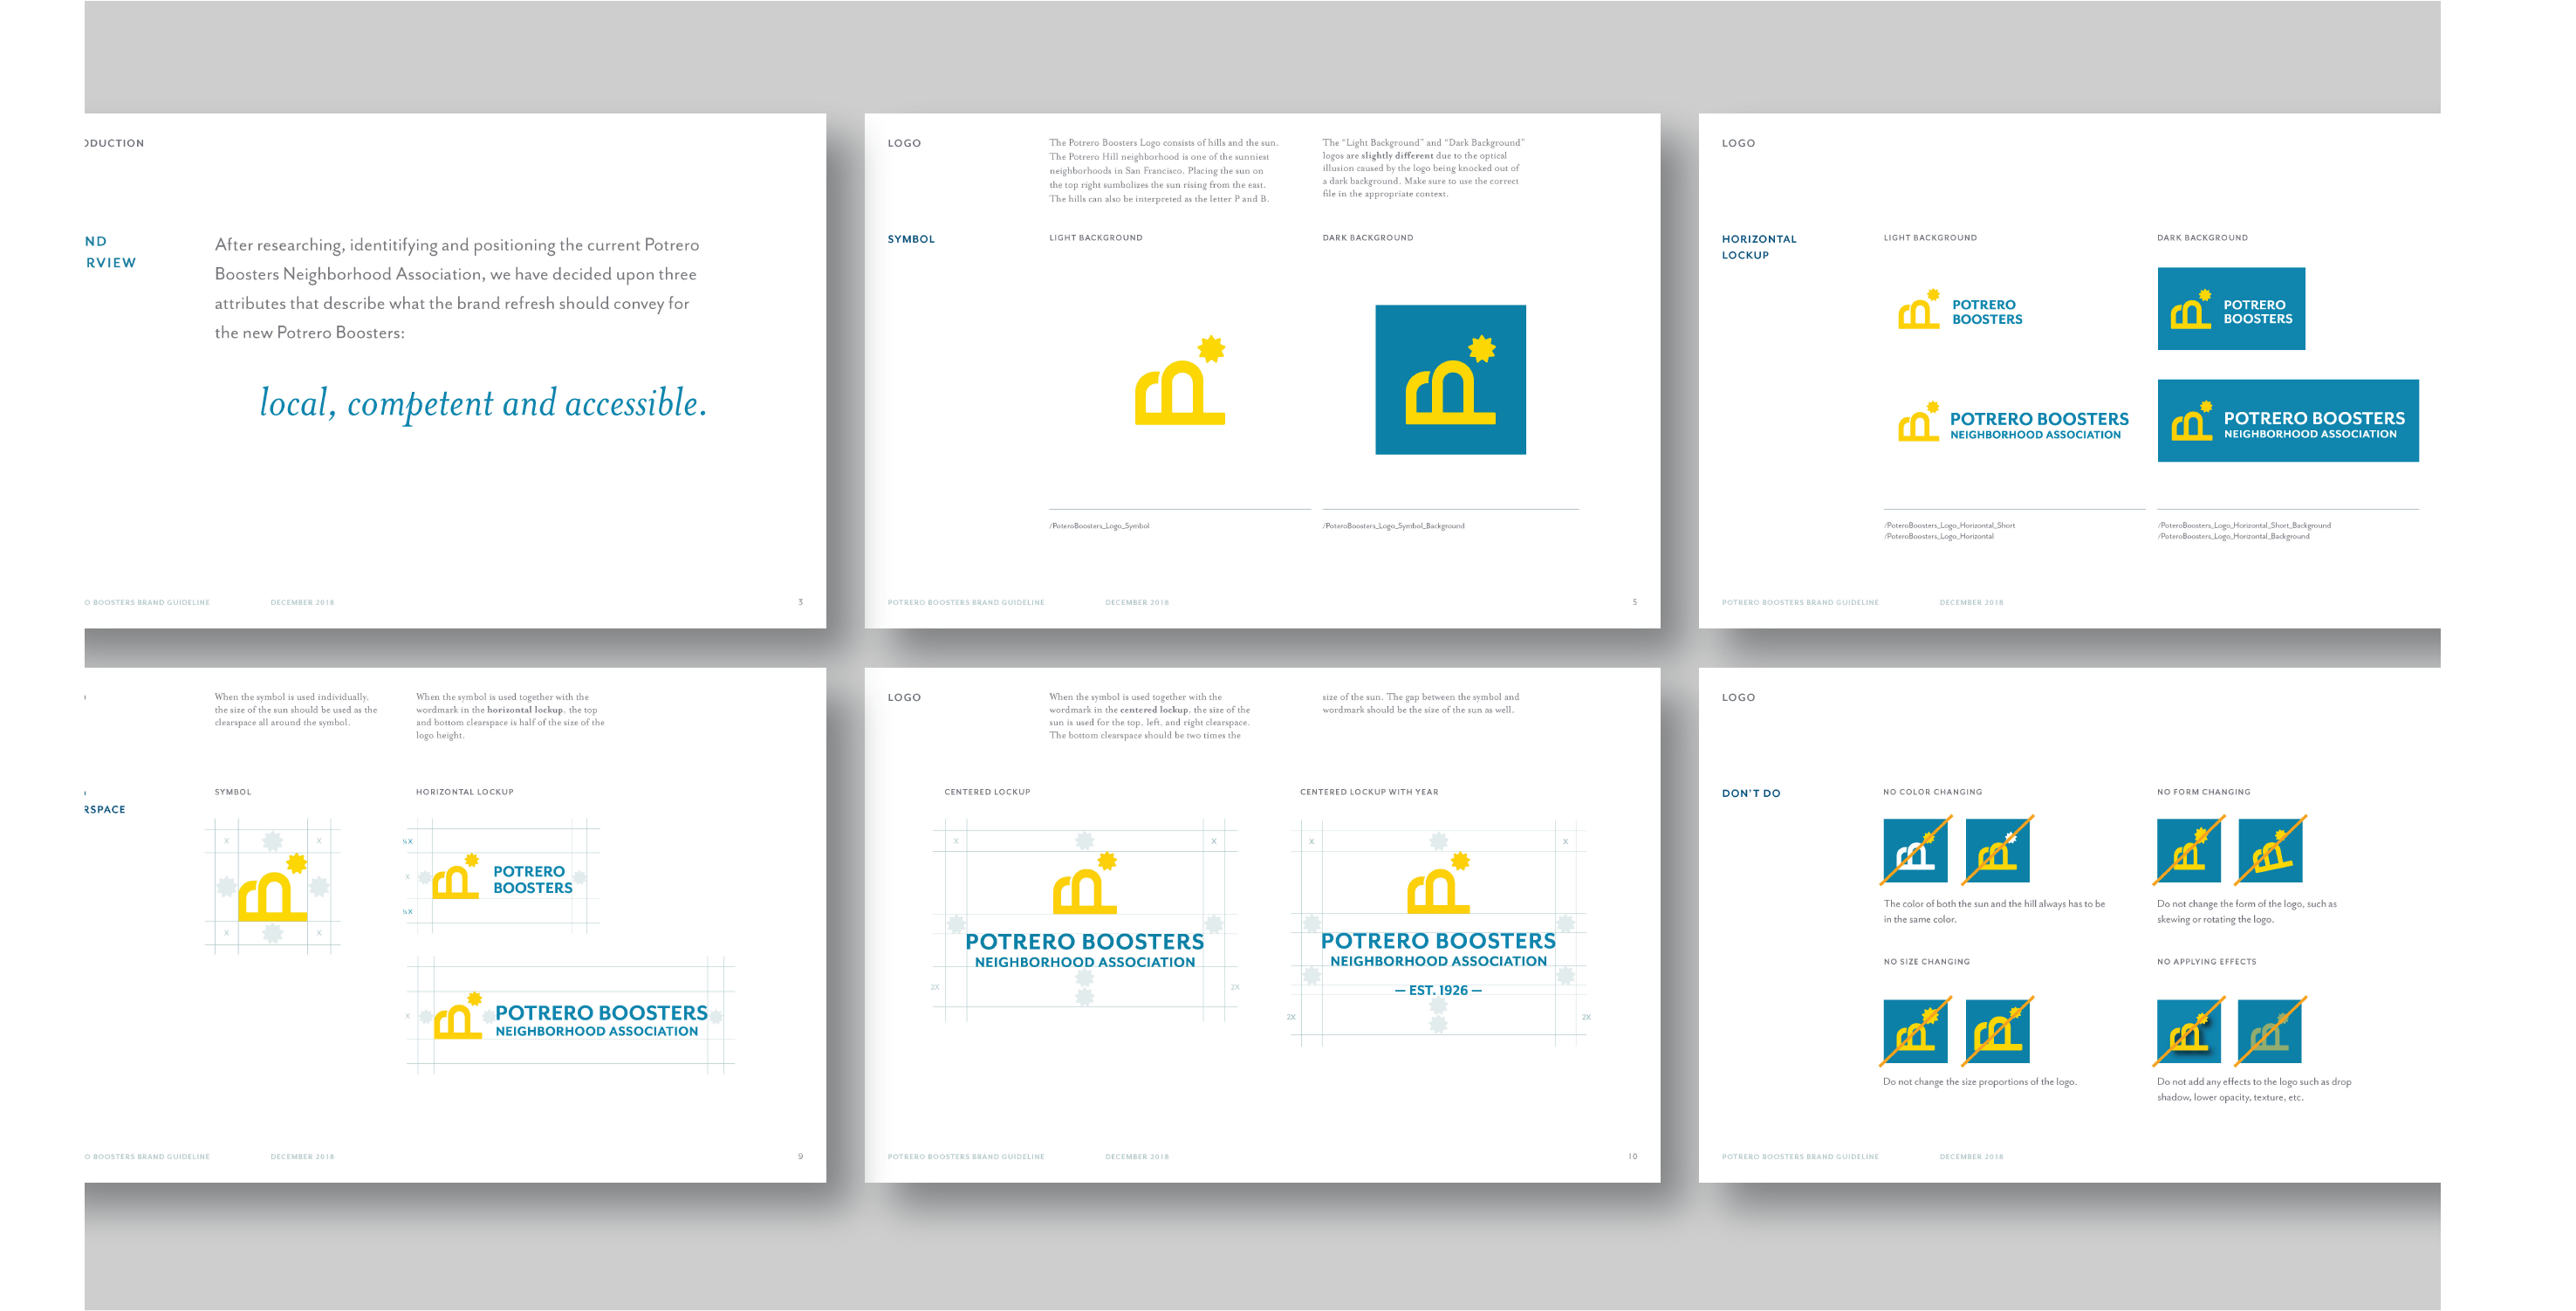 ODUCTION
ND
RVIEW
After researching, identitifying and positioning the current Potrero
Boosters Neighborhood Association, we have decided upon three
attributes that describe what the brand refresh should convey for
the new Potrero Boosters:
local, competent and accessible.
O BOOSTERS BRAND GUIDELINE
DECEMBER 2018
3
LOGO
The Potrero Boosters Logo consists of hills and the sun.
The Potrero Hill neighborhood is one of the sunniest
neighborhoods in San Francisco. Placing the sun on
the top right sumbolizes the sun rising from the east.
The hills can also be interpreted as the letter P and B.
The “Light Background” and “Dark Background”
logos are slightly different due to the optical
illusion caused by the logo being knocked out of
a dark background. Make sure to use the correct
file in the appropriate context.
SYMBOL
LIGHT BACKGROUND
DARK BACKGROUND
/PoteroBoosters_Logo_Symbol
/PoteroBoosters_Logo_Symbol_Background
POTRERO BOOSTERS BRAND GUIDELINE
DECEMBER 2018
5
LOGO
HORIZONTAL
LOCKUP
LIGHT BACKGROUND
DARK BACKGROUND
POTRERO
BOOSTERS
POTRERO
BOOSTERS
POTRERO BOOSTERS
NEIGHBORHOOD ASSOCIATION
POTRERO BOOSTERS
NEIGHBORHOOD ASSOCIATION
/PoteroBoosters_Logo_Horizontal_Short
/PoteroBoosters_Logo_Horizontal
/PoteroBoosters_Logo_Horizontal_Short_Background
/PoteroBoosters_Logo_Horizontal_Background
POTRERO BOOSTERS BRAND GUIDELINE
DECEMBER 2018
When the symbol is used individually,
the size of the sun should be used as the
clearspace all around the symbol.
When the symbol is used together with the
wordmark in the horizontal lockup, the top
and bottom clearspace is half of the size of the
logo height.
RSPACE
SYMBOL
X
X
X
X
HORIZONTAL LOCKUP
½X
X
½X
POTRERO
BOOSTERS
X
POTRERO BOOSTERS
NEIGHBORHOOD ASSOCIATION
O BOOSTERS BRAND GUIDELINE
DECEMBER 2018
9
LOGO
When the symbol is used together with the
wordmark in the centered lockup, the size of the
sun is used for the top, left, and right clearspace.
The bottom clearspace should be two times the
size of the sun. The gap between the symbol and
wordmark should be the size of the sun as well.
CENTERED LOCKUP
X
X
POTRERO BOOSTERS
NEIGHBORHOOD ASSOCIATION
2X
2X
CENTERED LOCKUP WITH YEAR
X
X
POTRERO BOOSTERS
NEIGHBORHOOD ASSOCIATION
— EST. 1926 —
2X
2X
POTRERO BOOSTERS BRAND GUIDELINE
DECEMBER 2018
10
LOGO
DON'T DO
NO COLOR CHANGING
The color of both the sun and the hill always has to be
in the same color.
NO FORM CHANGING
Do not change the form of the logo, such as
skewing or rotating the logo.
NO SIZE CHANGING
Do not change the size proportions of the logo.
NO APPLYING EFFECTS
Do not add any effects to the logo such as drop
shadow, lower opacity, texture, etc.
POTRERO BOOSTERS BRAND GUIDELINE
DECEMBER 2018